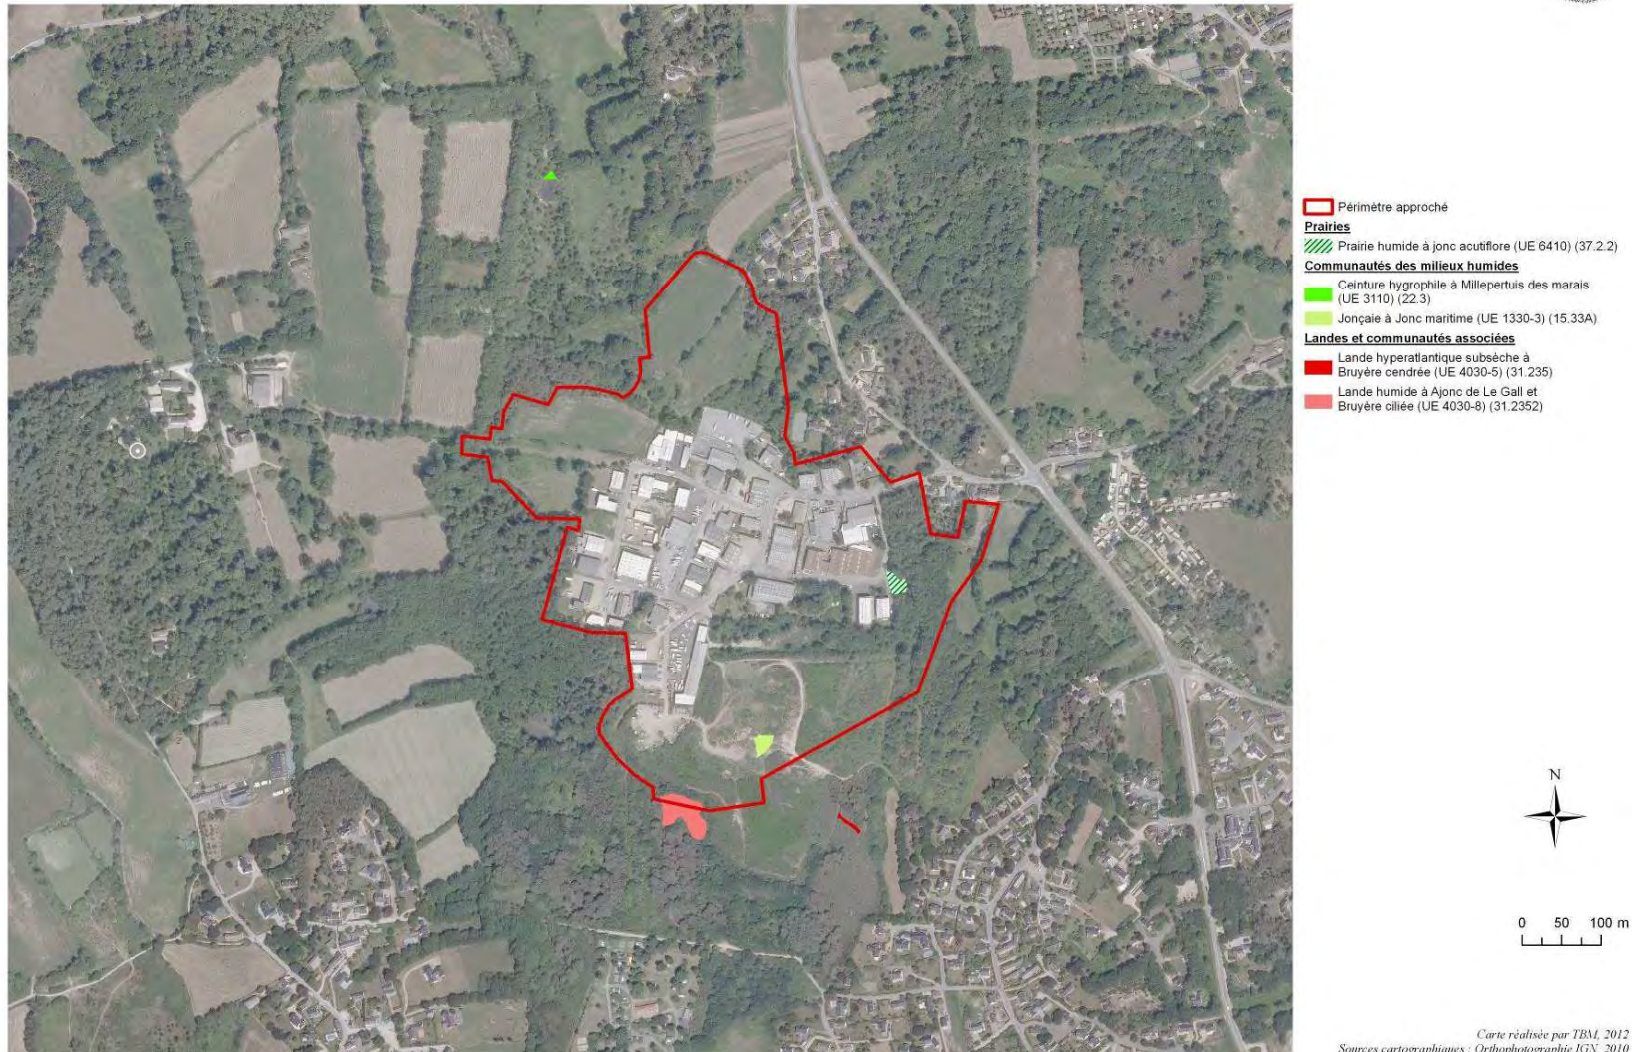 Périmètre approché
Prairies
Prairie humide à jonc acutiflore (UE 6410) (37.2.2)
Communautés des milieux humides
Ceinture hygrophile à Millepertuis des marais
(UE 3110) (22.3)
Jonçaie à Jonc maritime (UE 1330-3) (15.33A)
Landes et communautés associées
Lande hyperatlantique subsèche à
Bruyère cendrée (UE 4030-5) (31.235)
Lande humide à Ajonc de Le Gall et
Bruyère ciliée (UE 4030-8) (31.2352)
N
0 50 100 m
Carte réalisée par TBM, 2012
Sources cartographiques : Orthophotographie IGN, 2010